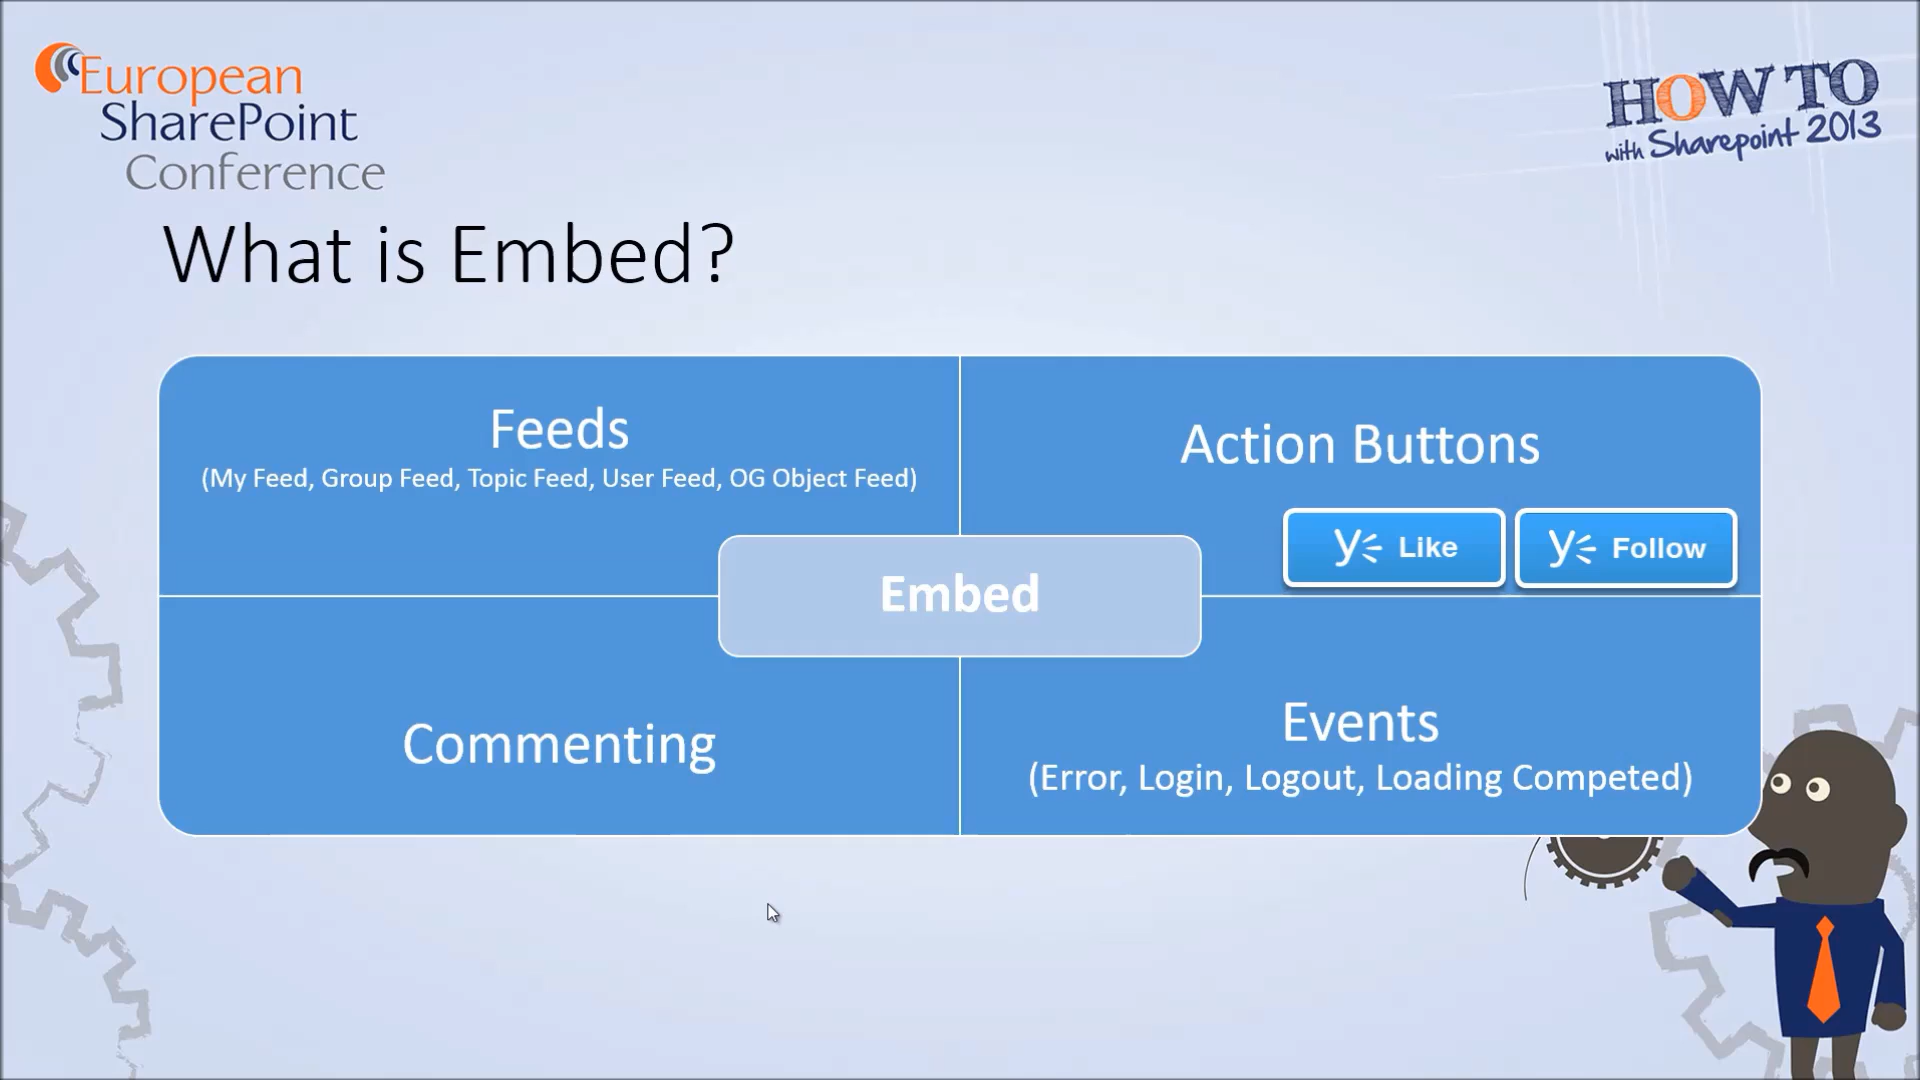 European
SharePoint
Conference
HOW TO
with Sharepoint 2013
What is Embed?
Feeds
(My Feed, Group Feed, Topic Feed, User Feed, OG Object Feed)
Action Buttons
Like
Follow
Embed
Commenting
Events
(Error, Login, Logout, Loading Competed)